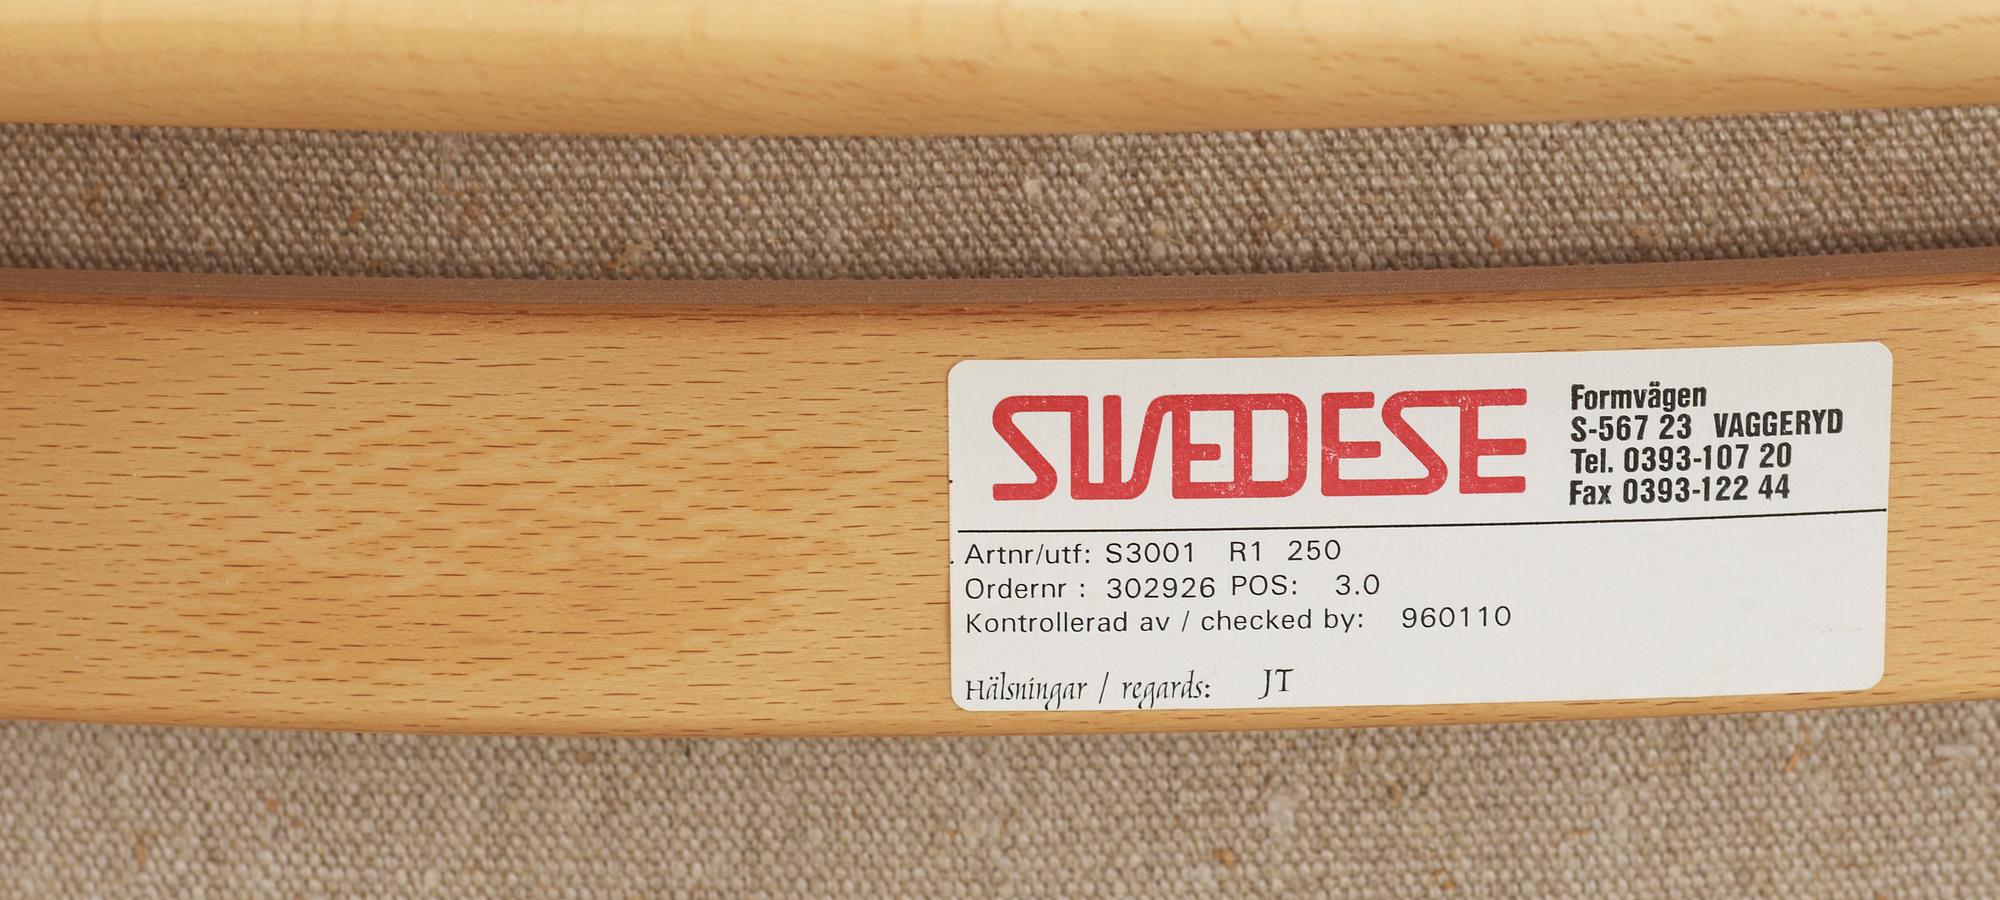 SWEDESE
Formvägen
S-567 23 VAGGERYD
Tel. 0393-107 20
Fax 0393-122 44
Artnr/utf: S3001 R1 250
Ordernr : 302926 POS: 3.0
Kontrollerad av / checked by: 960110
Hälsningar / regards: JT